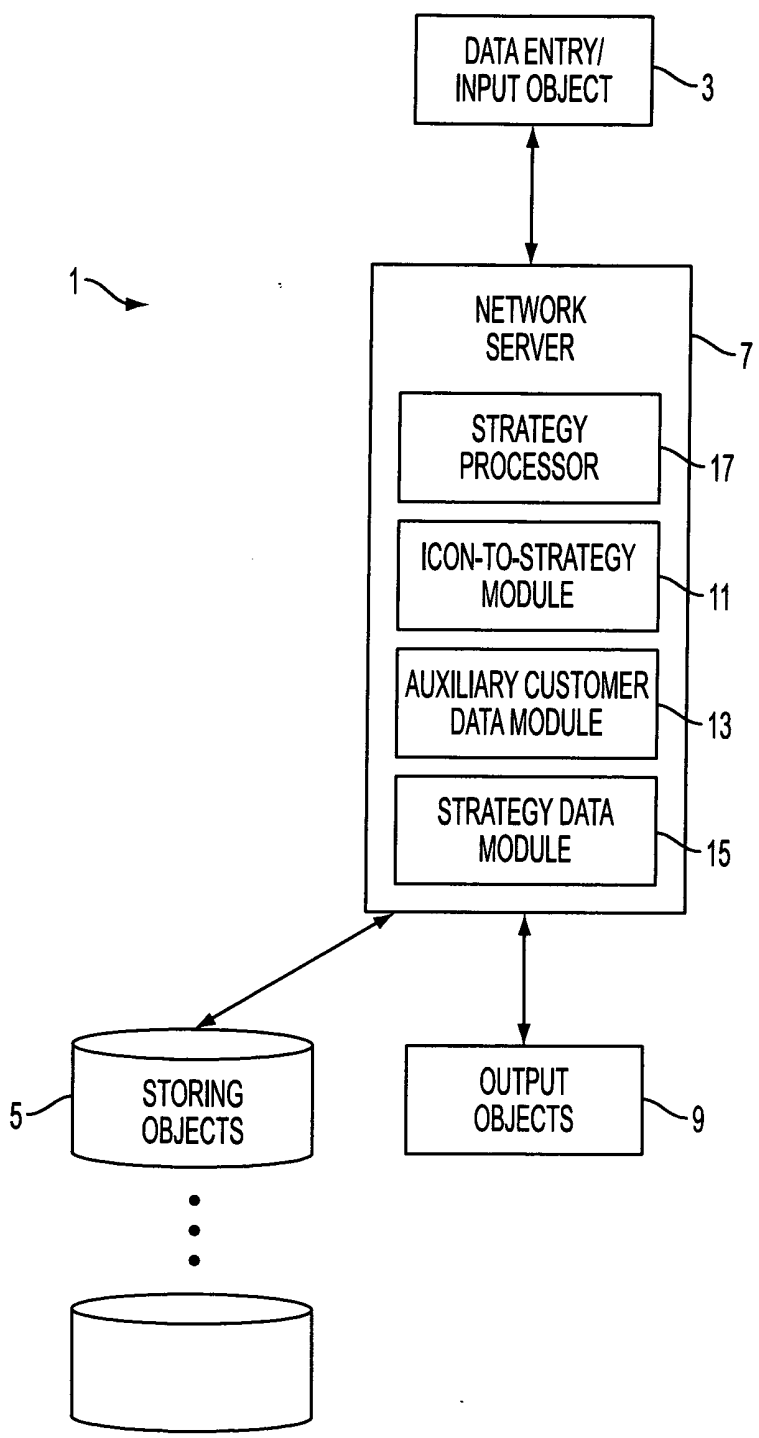 DATA ENTRY/
INPUT OBJECT
3
1
NETWORK
SERVER
7
STRATEGY
PROCESSOR
17
ICON-TO-STRATEGY
MODULE
11
AUXILIARY CUSTOMER
DATA MODULE
13
STRATEGY DATA
MODULE
15
5
STORING
OBJECTS
OUTPUT
OBJECTS
9